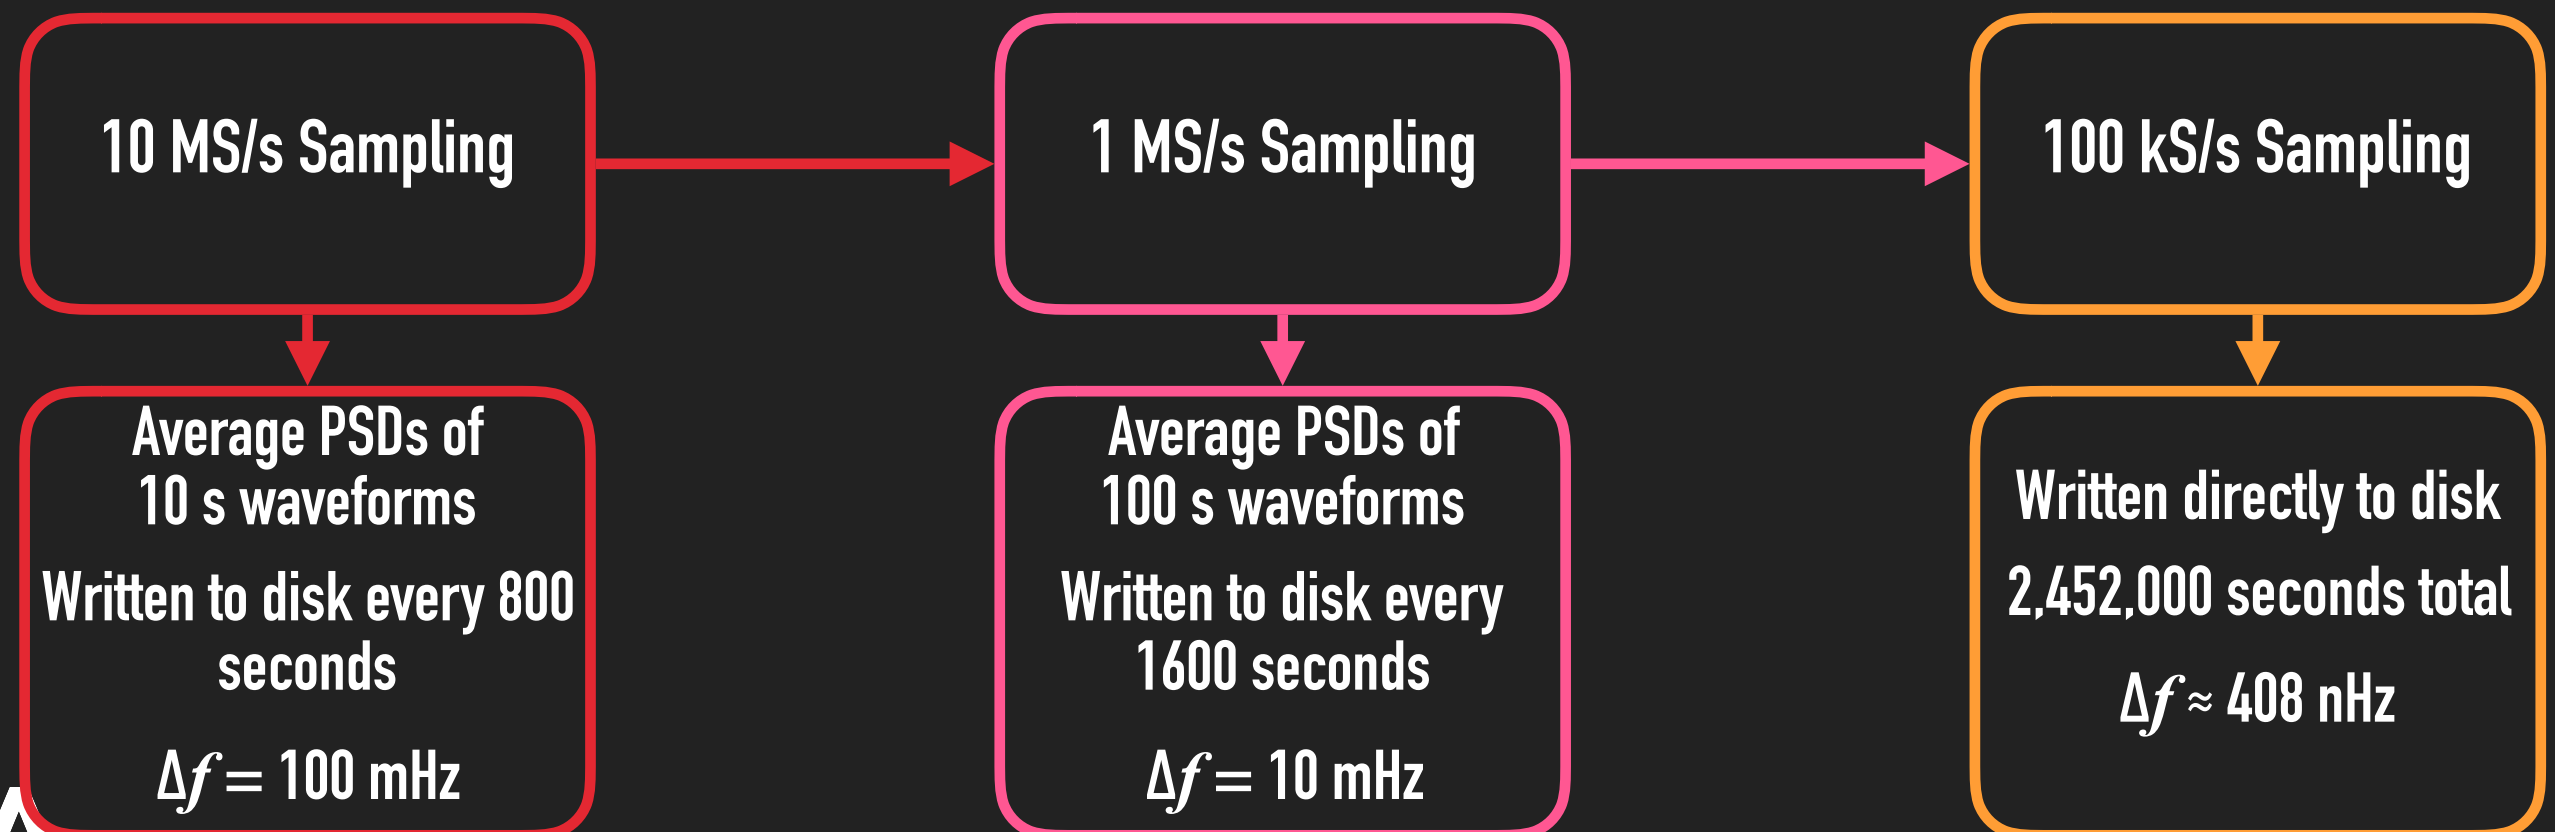 10 MS/s Sampling
1 MS/s Sampling
100 kS/s Sampling
Average PSDs of
10 s waveforms
Written to disk every 800
seconds
Δf = 100 mHz
Average PSDs of
100 s waveforms
Written to disk every
1600 seconds
Δf = 10 mHz
Written directly to disk
2,452,000 seconds total
Δf ≈ 408 nHz